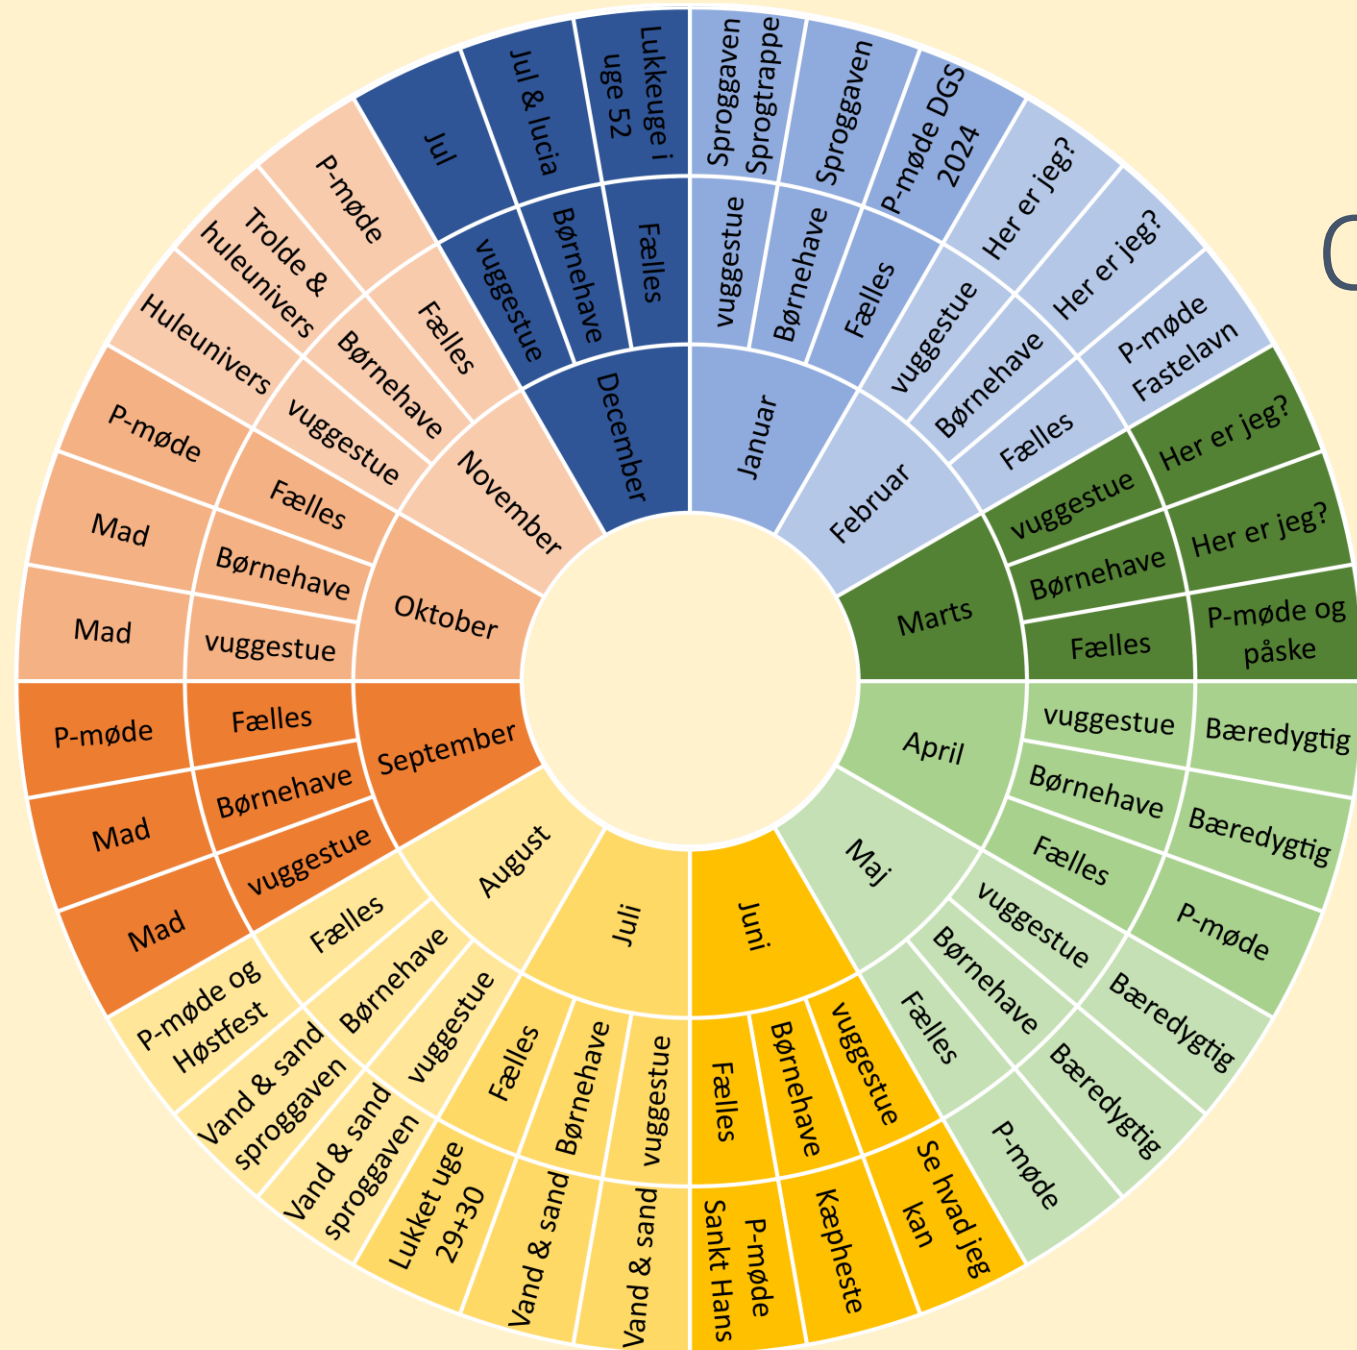 Januar
vuggestue
Sproggaven
Sprogtrappe
Børnehave
Sproggaven
Fælles
P-møde DGS
2024
Februar
vuggestue
Her er jeg?
Børnehave
Her er jeg?
Fælles
P-møde
Fastelavn
Marts
vuggestue
Her er jeg?
Børnehave
Her er jeg?
Fælles
P-møde og
påske
April
vuggestue
Bæredygtig
Børnehave
Bæredygtig
Fælles
P-møde
Maj
vuggestue
Bæredygtig
Børnehave
Bæredygtig
Fælles
P-møde
Juni
vuggestue
Se hvad jeg
kan
Børnehave
Kæpheste
Fælles
P-møde
Sankt Hans
Juli
vuggestue
Vand & sand
Børnehave
Vand & sand
Fælles
Lukket uge
29+30
August
vuggestue
Vand & sand
sproggaven
Børnehave
Vand & sand
sproggaven
Fælles
P-møde og
Høstfest
September
vuggestue
Mad
Børnehave
Mad
Fælles
P-møde
Oktober
vuggestue
Mad
Børnehave
Mad
Fælles
P-møde
November
vuggestue
Huleunivers
Børnehave
Trolde &
huleunivers
Fælles
P-møde
December
vuggestue
Jul
Børnehave
Jul & lucia
Fælles
Lukkeuge i
uge 52